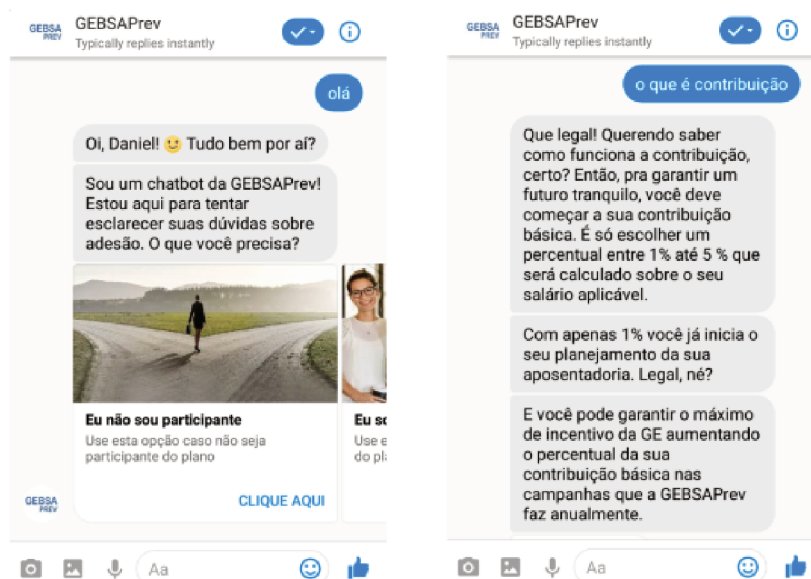 GEBSA
PREV
GEBSAPrev
Typically replies instantly
olá
Oi, Daniel! 🙂 Tudo bem por aí?
Sou um chatbot da GEBSAPrev!
Estou aqui para tentar
esclarecer suas dúvidas sobre
adesão. O que você precisa?
Eu não sou participante
Use esta opção caso não seja
participante do plano
CLIQUE AQUI
Eu so
Use e
do pla
GEBSA
PREV
Aa
GEBSA
PREV
GEBSAPrev
Typically replies instantly
o que é contribuição
Que legal! Querendo saber
como funciona a contribuição,
certo? Então, pra garantir um
futuro tranquilo, você deve
começar a sua contribuição
básica. É só escolher um
percentual entre 1% até 5 % que
será calculado sobre o seu
salário aplicável.
Com apenas 1% você já inicia o
seu planejamento da sua
aposentadoria. Legal, né?
E você pode garantir o máximo
de incentivo da GE aumentando
o percentual da sua
contribuição básica nas
campanhas que a GEBSAPrev
faz anualmente.
Aa